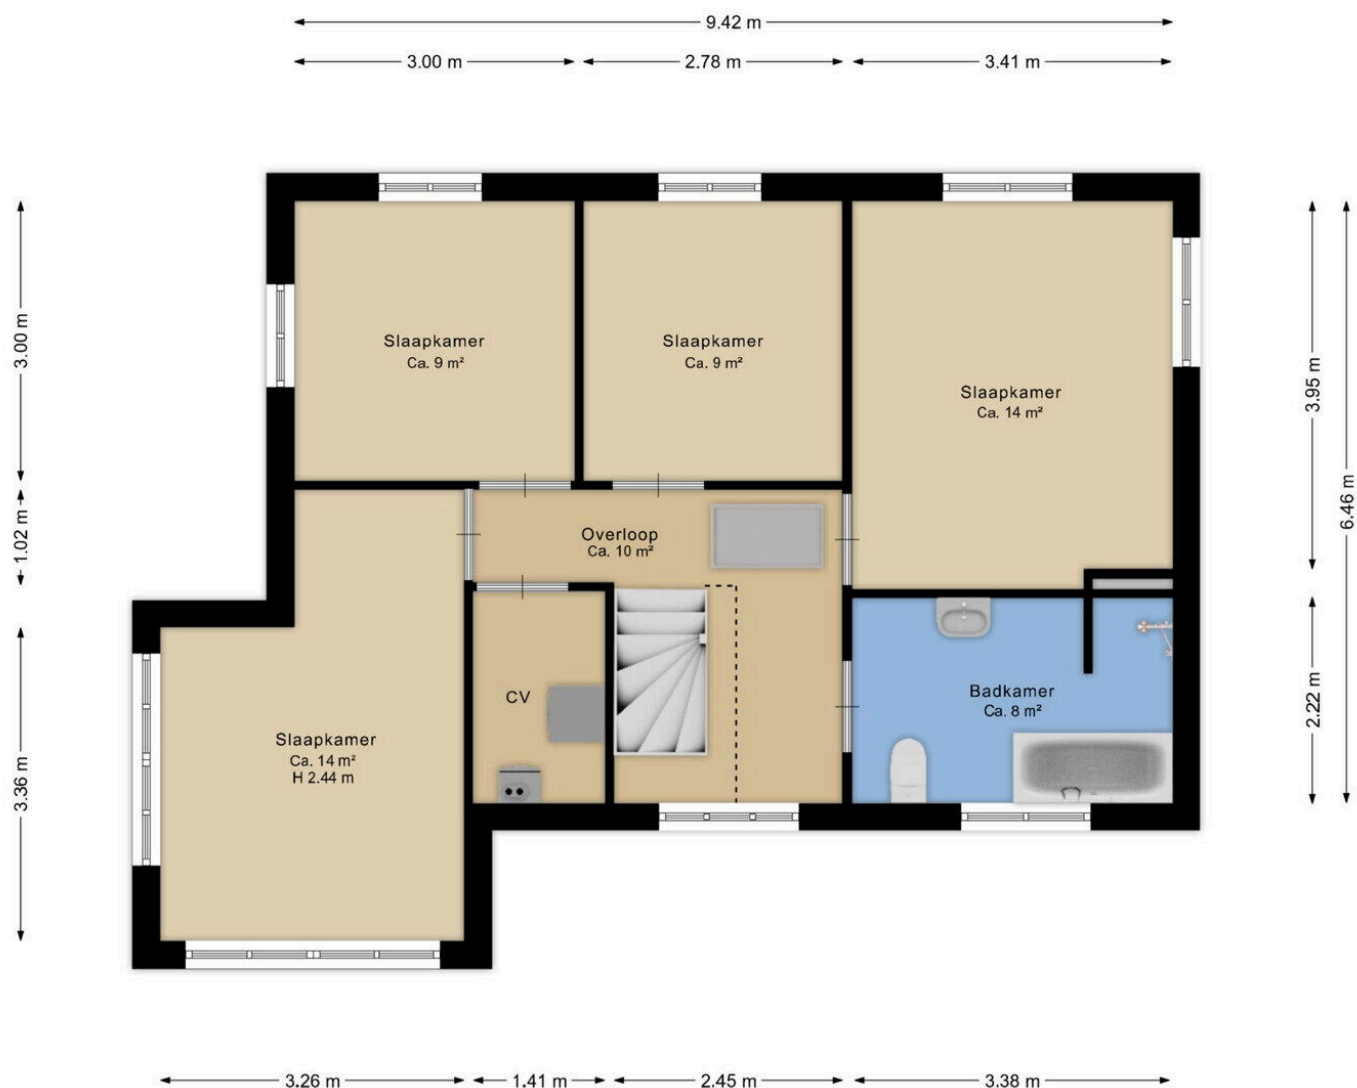 9.42 m
3.00 m
2.78 m
3.41 m
3.00 m
1.02 m
3.36 m
Slaapkamer
Ca. 9 m²
Slaapkamer
Ca. 9 m²
Slaapkamer
Ca. 14 m²
Overloop
Ca. 10 m²
CV
Badkamer
Ca. 8 m²
Slaapkamer
Ca. 14 m²
H 2.44 m
3.95 m
2.22 m
6.46 m
3.26 m
1.41 m
2.45 m
3.38 m